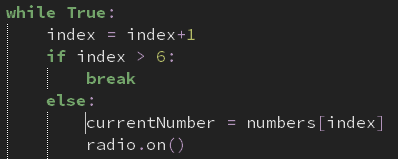 while True:
    index = index+1
    if index > 6:
        break
    else:
        currentNumber = numbers[index]
        radio.on()